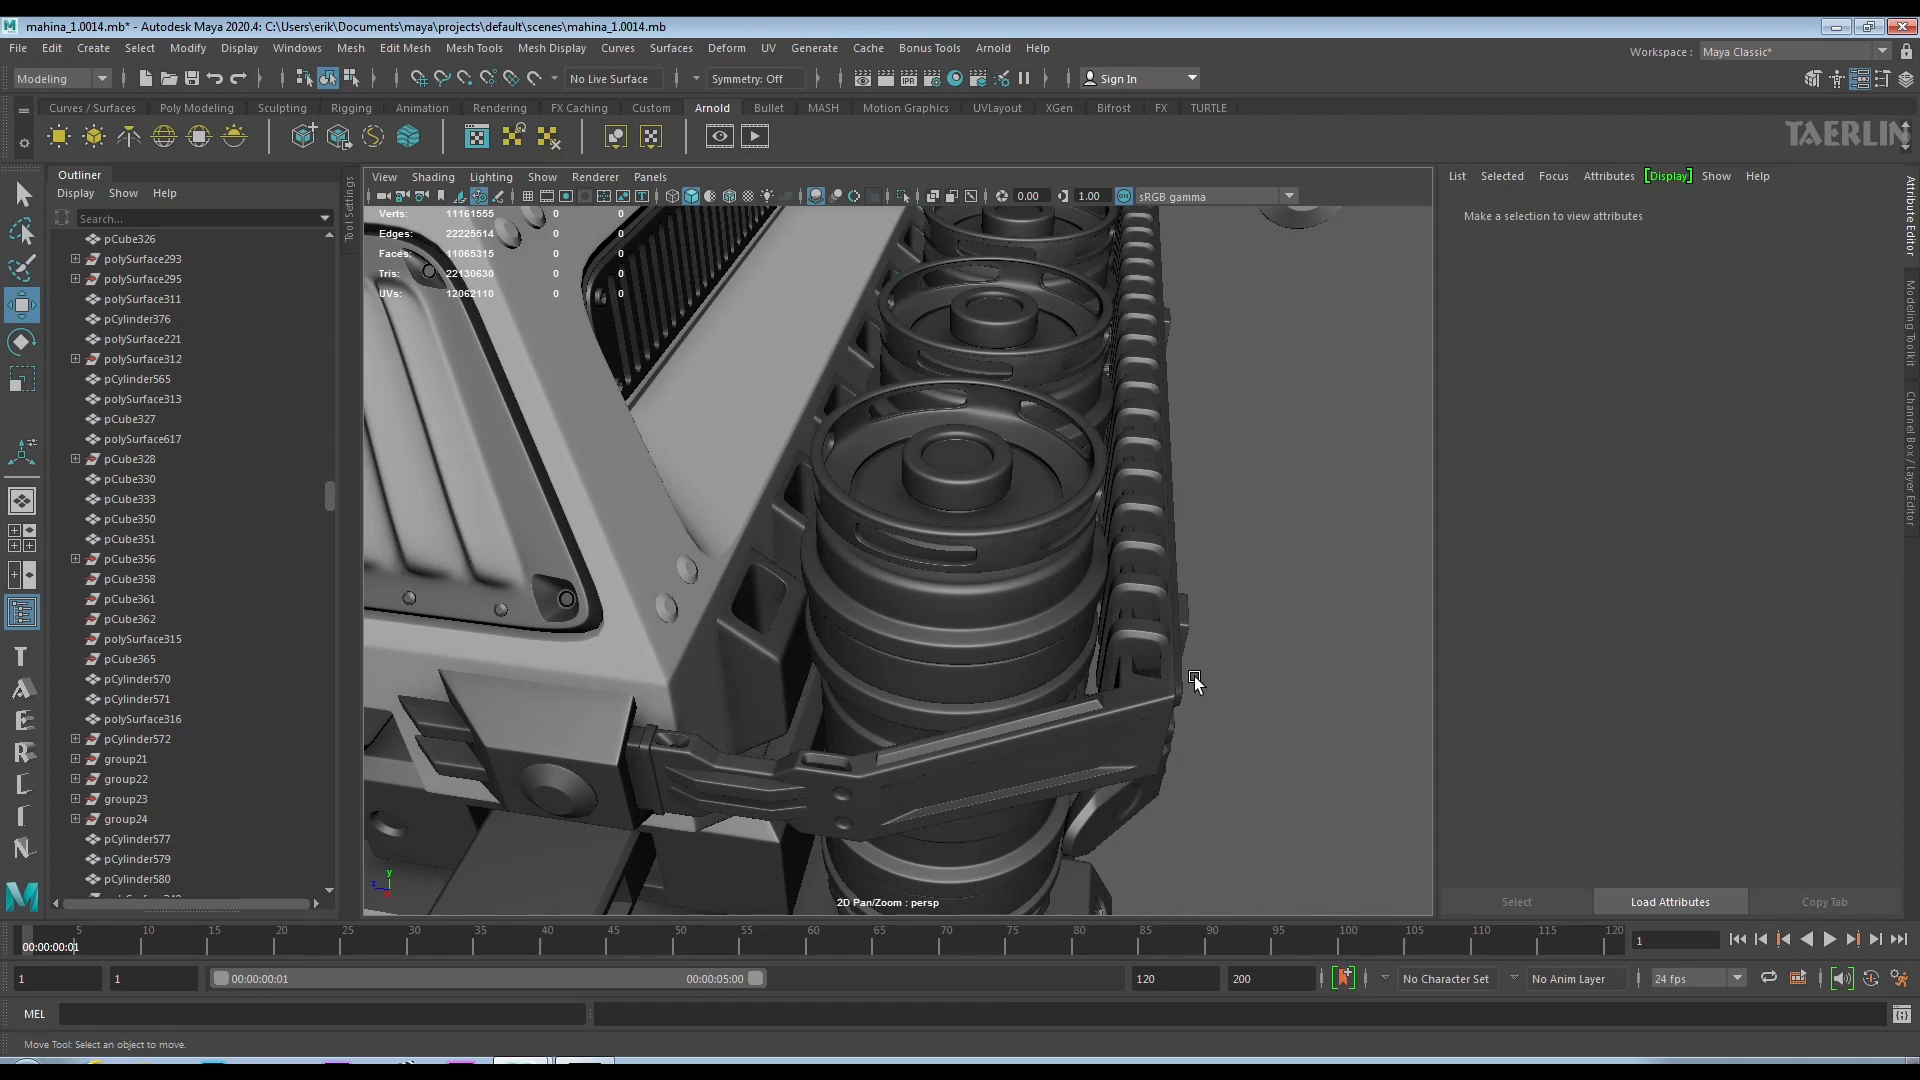 mahina_1.0014.mb* - Autodesk Maya 2020.4: C:\Users\erik\Documents\maya\projects\default\scenes\mahina_1.0014.mb
File Edit Create Select Modify Display Windows Mesh Edit Mesh Mesh Tools Mesh Display Curves Surfaces Deform UV Generate Cache Bonus Tools Arnold Help
Workspace : Maya Classic*
Modeling No Live Surface Symmetry: Off Sign In
Curves / Surfaces Poly Modeling Sculpting Rigging Animation Rendering FX Caching Custom Arnold Bullet MASH Motion Graphics UVLayout XGen Bifrost FX TURTLE
TAERLIN
Outliner
Display Show Help
Search...
pCube326
polySurface293
polySurface295
polySurface311
pCylinder376
polySurface221
polySurface312
pCylinder565
polySurface313
pCube327
polySurface617
pCube328
pCube330
pCube333
pCube350
pCube351
pCube356
pCube358
pCube361
pCube362
polySurface315
pCube365
pCylinder570
pCylinder571
polySurface316
pCylinder572
group21
group22
group23
group24
pCylinder577
pCylinder579
pCylinder580
Tool Settings
View Shading Lighting Show Renderer Panels
0.00 1.00 sRGB gamma
Verts: 11161555 0 0
Edges: 22225514 0 0
Faces: 11065315 0 0
Tris: 22130630 0 0
UVs: 12062110 0 0
y
z
2D Pan/Zoom : persp
List Selected Focus Attributes [Display] Show Help
Make a selection to view attributes
Select Load Attributes Copy Tab
Attribute Editor
Modeling Toolkit
Channel Box / Layer Editor
5 10 15 20 25 30 35 40 45 50 55 60 65 70 75 80 85 90 95 100 105 110 115 120
00:00:00:01
1
1 1 00:00:00:01 00:00:05:00 120 200 No Character Set No Anim Layer 24 fps
MEL
Move Tool: Select an object to move.